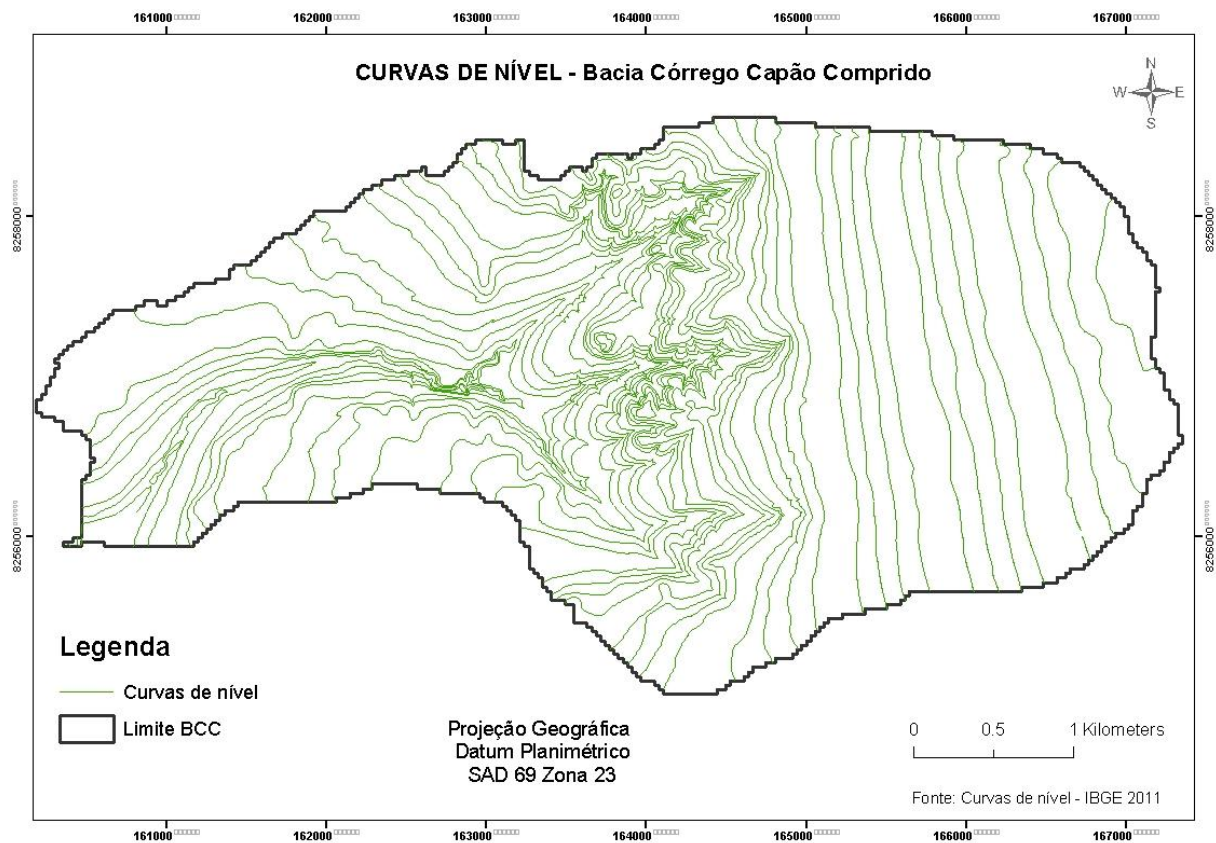 161000 162000 163000 164000 165000 166000 167000
CURVAS DE NÍVEL - Bacia Córrego Capão Comprido
N
W E
S
8258000 8258000
8256000 8256000
Legenda
Curvas de nível
Limite BCC
Projeção Geográfica
Datum Planimétrico
SAD 69 Zona 23
0 0.5 1 Kilometers
Fonte: Curvas de nível - IBGE 2011
161000 162000 163000 164000 165000 166000 167000